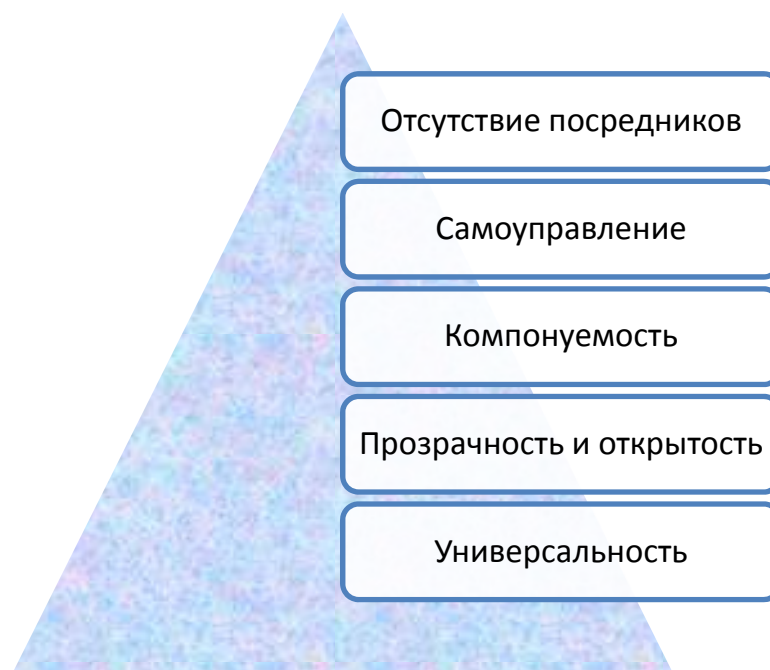 Отсутствие посредников
Самоуправление
Компонуемость
Прозрачность и открытость
Универсальность